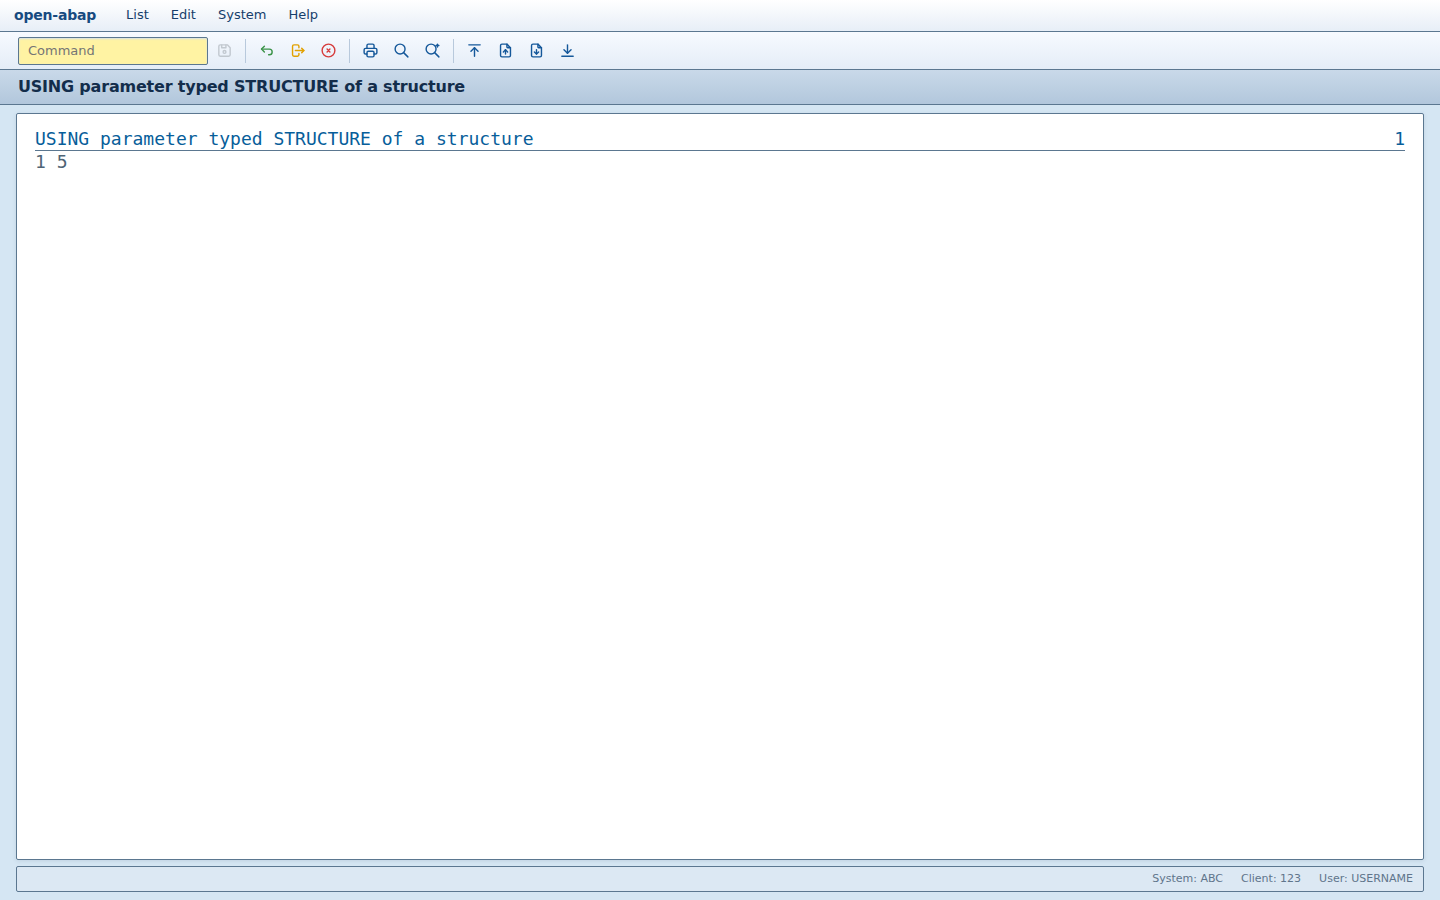 open-abap List Edit System Help
Command
USING parameter typed STRUCTURE of a structure
USING parameter typed STRUCTURE of a structure 1
1 5
System: ABC Client: 123 User: USERNAME